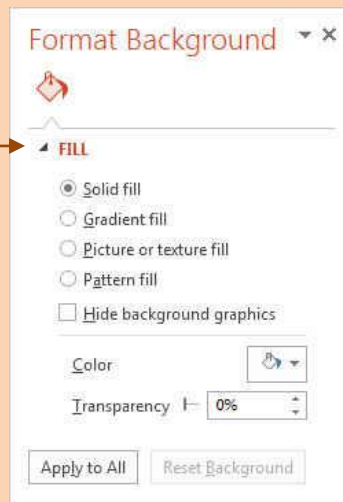 Format Background
FILL
Solid fill
Gradient fill
Picture or texture fill
Pattern fill
Hide background graphics
Color
Transparency 0%
Apply to All Reset Background